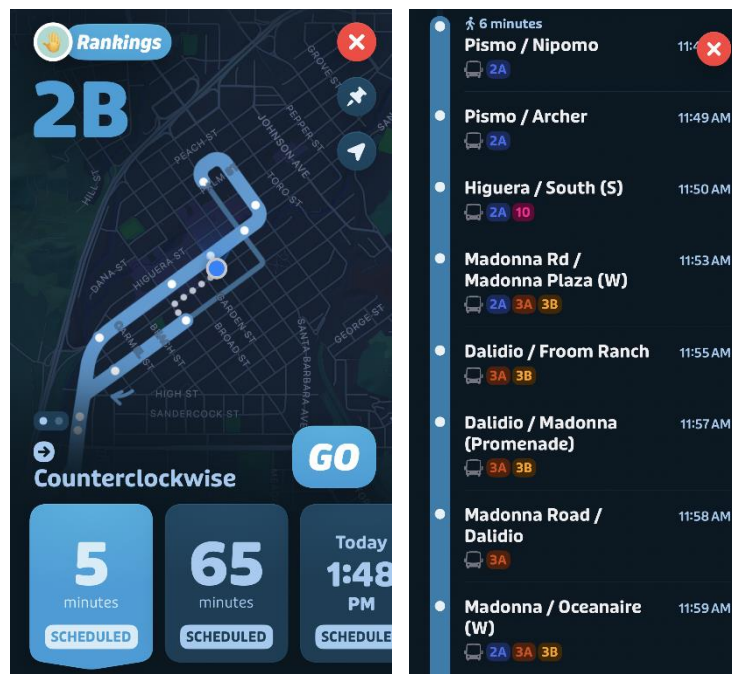 Rankings
2B
GROVE ST
PEPPER ST
JOHNSON AVE
PEACH ST
TORO ST
HILL ST
DANA ST
HIGUERA ST
GARDEN ST
BROAD ST
BEACH ST
SANTA BARBARA AVE
GEORGE ST
HIGH ST
SANDERCOCK ST
Counterclockwise
GO
5
minutes
SCHEDULED
65
minutes
SCHEDULED
Today
1:48
PM
SCHEDULE
6 minutes
Pismo / Nipomo
2A
Pismo / Archer
11:49 AM
2A
Higuera / South (S)
11:50 AM
2A 10
Madonna Rd /
Madonna Plaza (W)
11:53 AM
2A 3A 3B
Dalidio / Froom Ranch
11:55 AM
3A 3B
Dalidio / Madonna
(Promenade)
11:57 AM
3A 3B
Madonna Road /
Dalidio
11:58 AM
3A
Madonna / Oceanaire
(W)
11:59 AM
2A 3A 3B